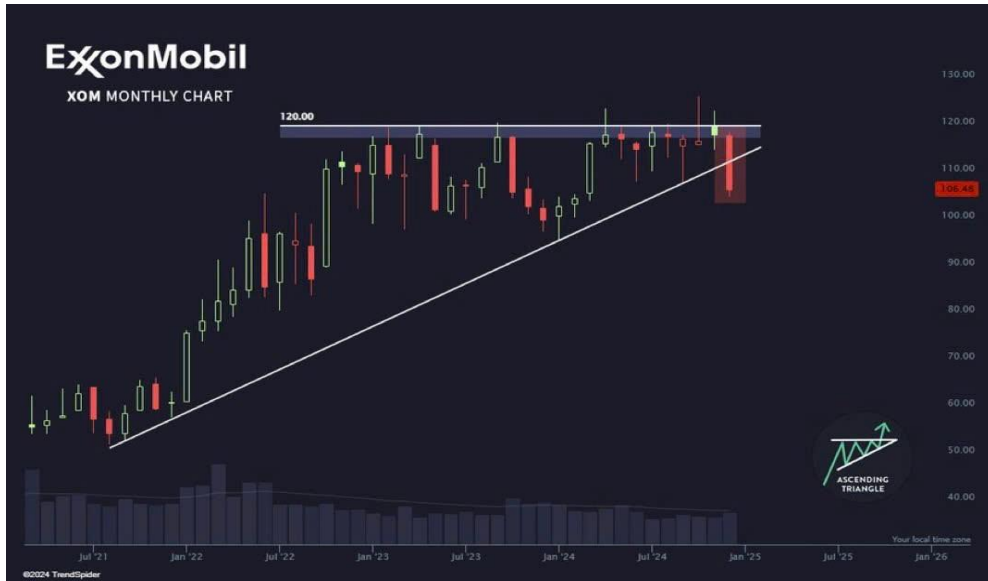 ExxonMobil
XOM MONTHLY CHART
130.00
120.00
120.00
110.00
106.48
100.00
90.00
80.00
70.00
60.00
50.00
40.00
ASCENDING
TRIANGLE
Your local time zone
Jul '21
Jan '22
Jul '22
Jan '23
Jul '23
Jan '24
Jul '24
Jan '25
Jul '25
Jan '26
©2024 TrendSpider